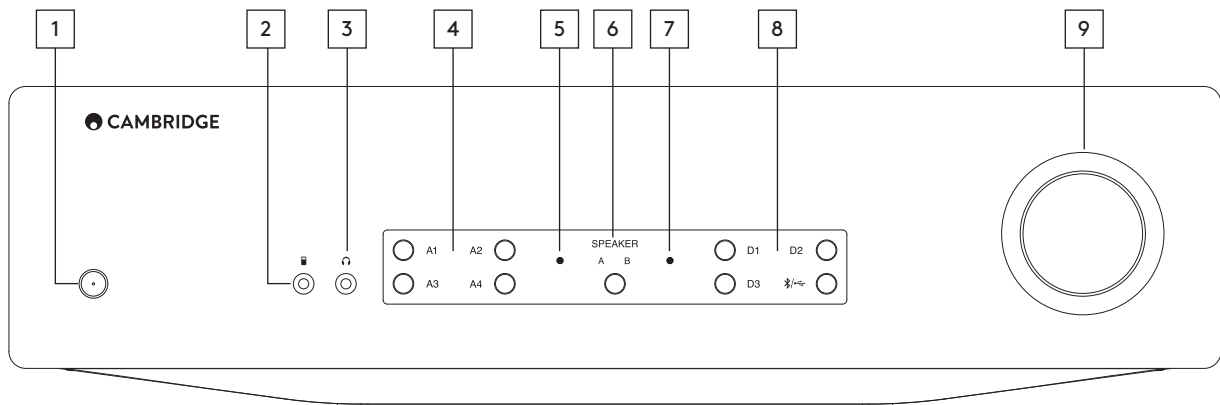 1 2 3 4 5 6 7 8 9
CAMBRIDGE
SPEAKER
A1 A2 A B D1 D2
A3 A4 D3 /